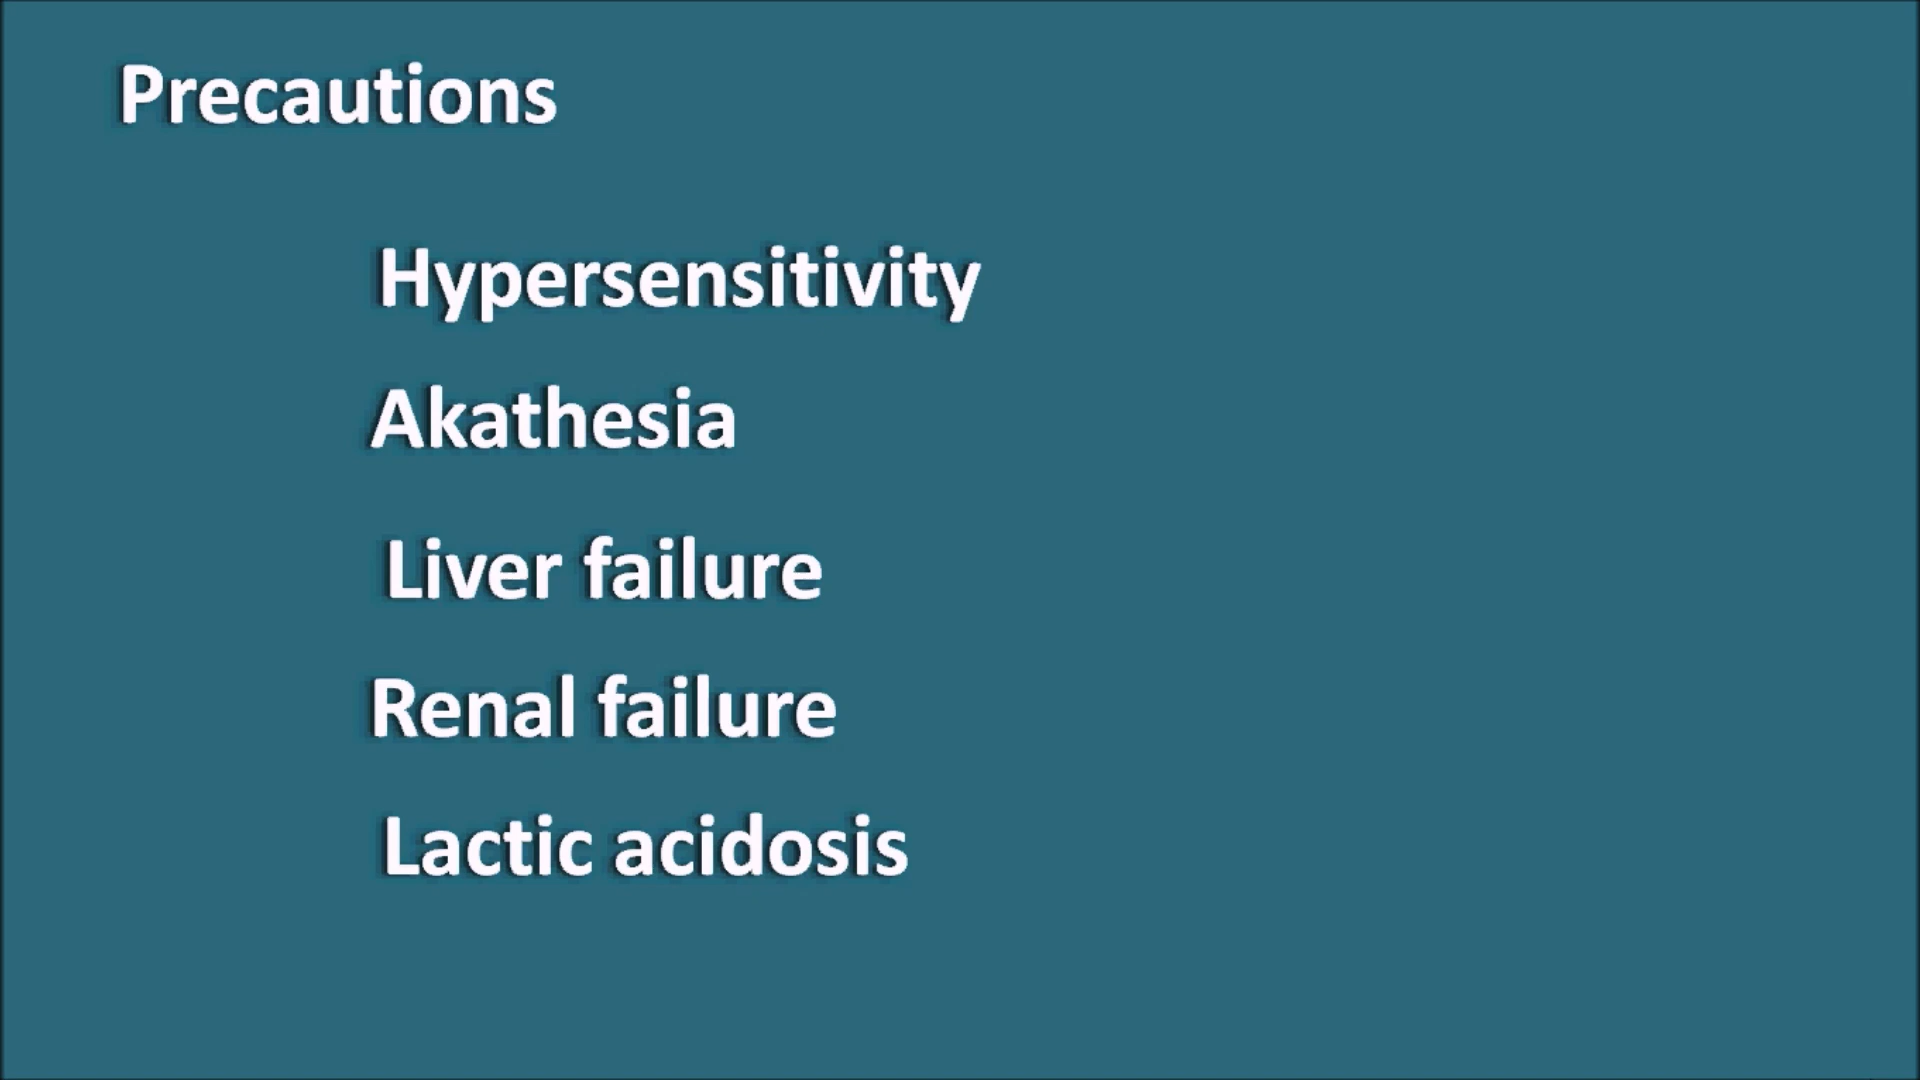 Precautions
Hypersensitivity
Akathesia
Liver failure
Renal failure
Lactic acidosis